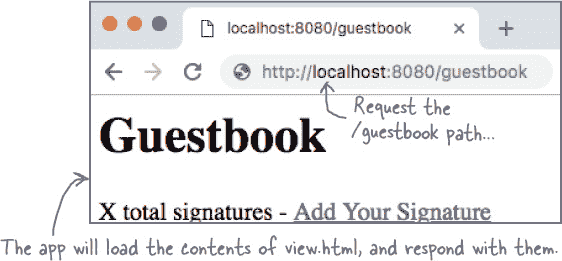 localhost:8080/guestbook
http://localhost:8080/guestbook
Request the
/guestbook path...
Guestbook
X total signatures - Add Your Signature
The app will load the contents of view.html, and respond with them.